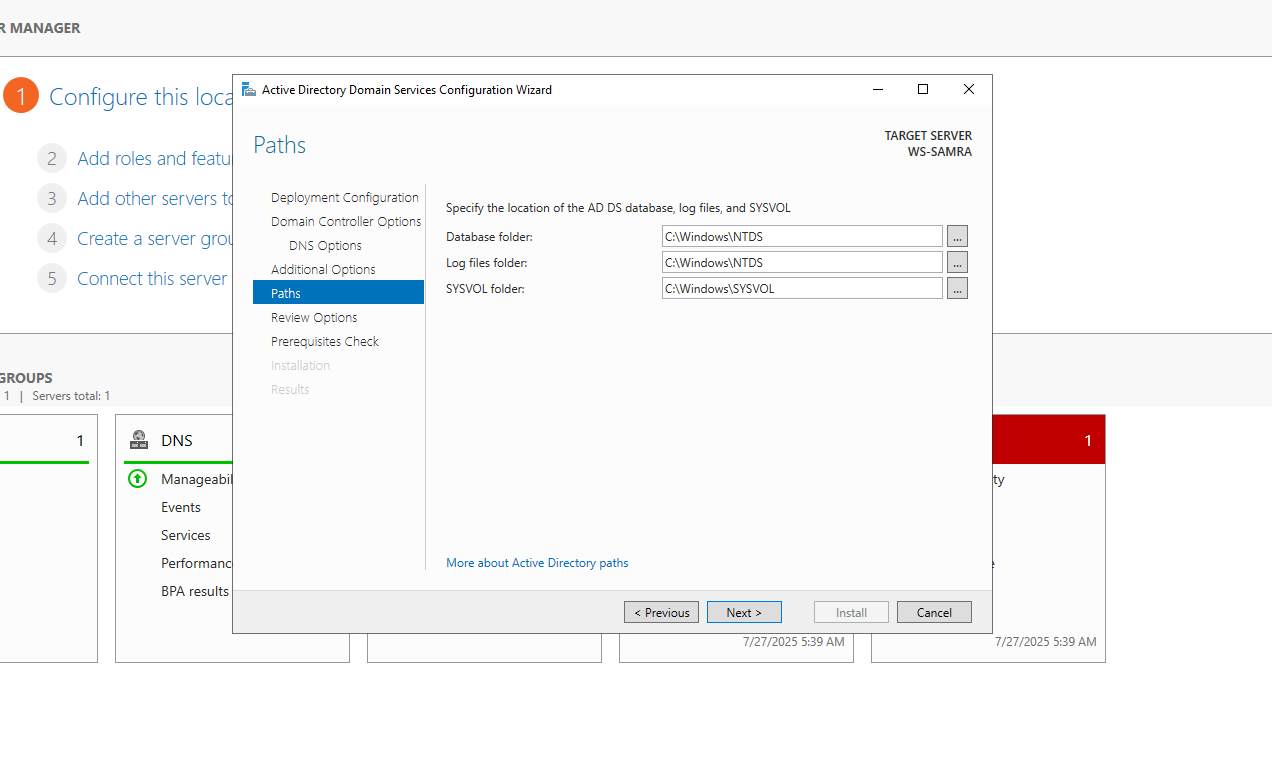 R MANAGER
1 Configure this loca
2 Add roles and featu
3 Add other servers to
4 Create a server grou
5 Connect this server
GROUPS
1 | Servers total: 1
1
DNS
Manageabil
Events
Services
Performanc
BPA results
1
ty
e
7/27/2025 5:39 AM
7/27/2025 5:39 AM
Active Directory Domain Services Configuration Wizard
Paths
TARGET SERVER
WS-SAMRA
Deployment Configuration
Domain Controller Options
DNS Options
Additional Options
Paths
Review Options
Prerequisites Check
Installation
Results
Specify the location of the AD DS database, log files, and SYSVOL
Database folder: C:\Windows\NTDS ...
Log files folder: C:\Windows\NTDS ...
SYSVOL folder: C:\Windows\SYSVOL ...
More about Active Directory paths
< Previous Next > Install Cancel